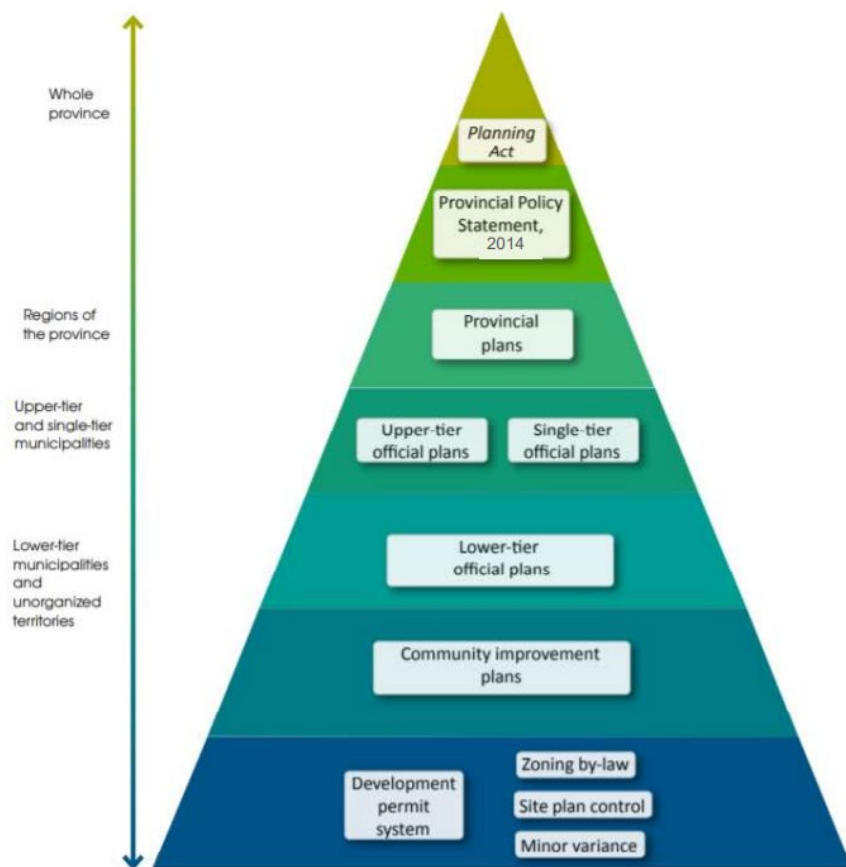 Whole
province
Planning
Act
Provincial Policy
Statement,
2014
Regions of
the province
Provincial
plans
Upper-tier
and single-tier
municipalities
Upper-tier
official plans
Single-tier
official plans
Lower-tier
municipalities
and
unorganized
territories
Lower-tier
official plans
Community improvement
plans
Development
permit
system
Zoning by-law
Site plan control
Minor variance